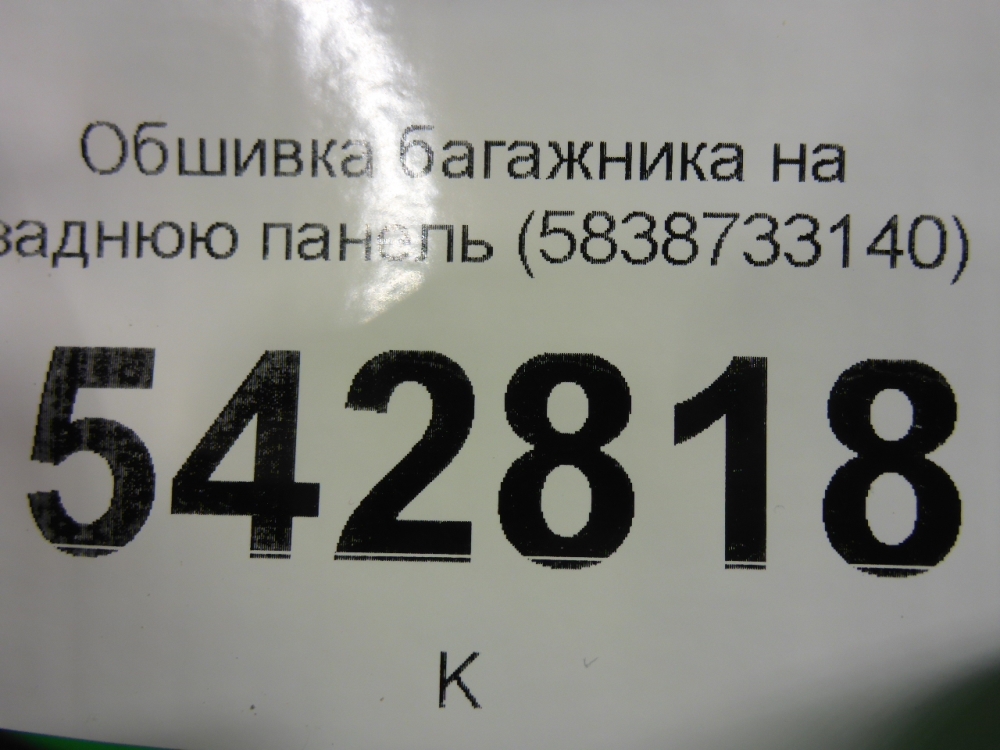 Обшивка багажника на
заднюю панель (5838733140)
542818
К